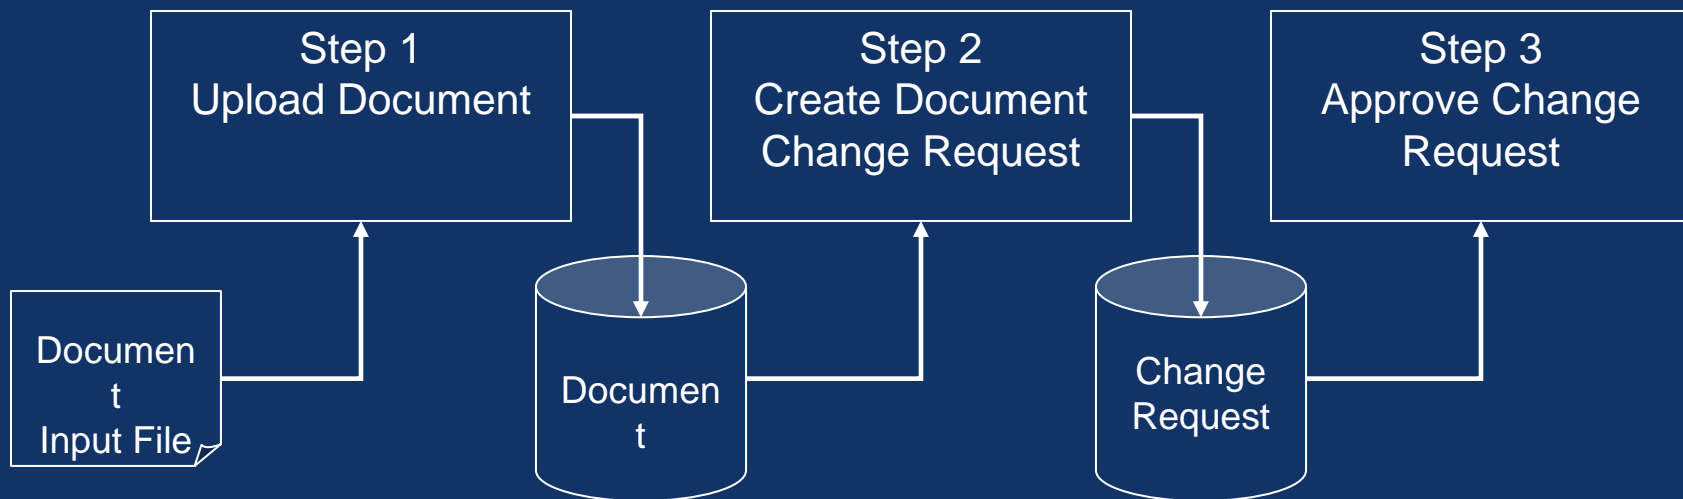 Step 1
Upload Document
Step 2
Create Document
Change Request
Step 3
Approve Change
Request
Documen
t
Input File
Documen
t
Change
Request